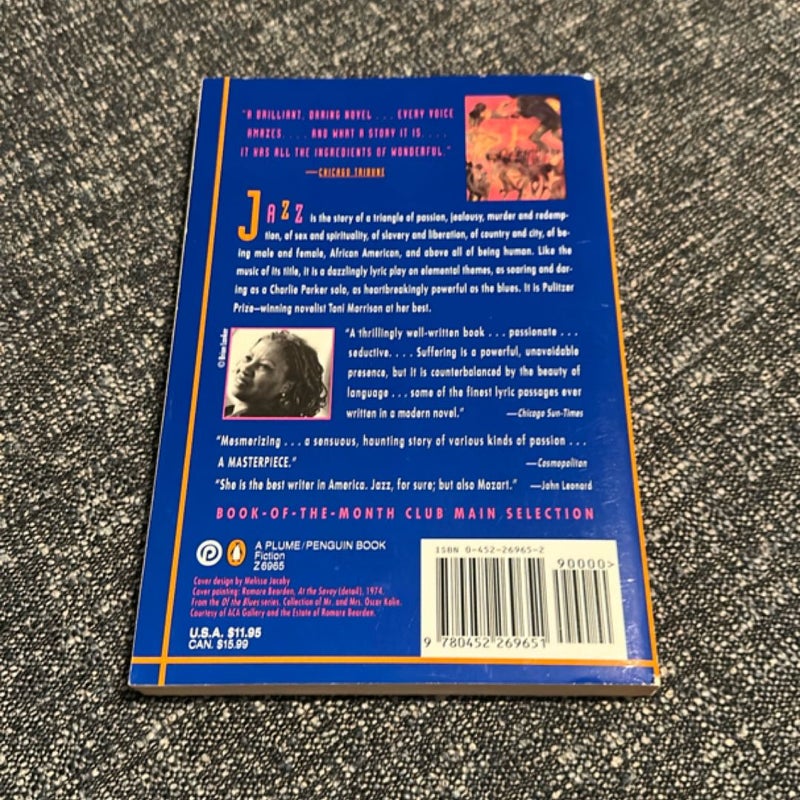 "A BRILLIANT, DARING NOVEL . . . EVERY VOICE
AMAZES. . . . AND WHAT A STORY IT IS. . . .
IT HAS ALL THE INGREDIENTS OF WONDERFUL."
—CHICAGO TRIBUNE
JAZZ is the story of a triangle of passion, jealousy, murder and redemp-
tion, of sex and spirituality, of slavery and liberation, of country and city, of be-
ing male and female, African American, and above all of being human. Like the
music of its title, it is a dazzlingly lyric play on elemental themes, as soaring and dar-
ing as a Charlie Parker solo, as heartbreakingly powerful as the blues. It is Pulitzer
Prize—winning novelist Toni Morrison at her best.
© Brian Lanker
"A thrillingly well-written book . . . passionate . . .
seductive. . . . Suffering is a powerful, unavoidable
presence, but it is counterbalanced by the beauty of
language . . . some of the finest lyric passages ever
written in a modern novel." —Chicago Sun-Times
"Mesmerizing . . . a sensuous, haunting story of various kinds of passion . . .
A MASTERPIECE." —Cosmopolitan
"She is the best writer in America. Jazz, for sure; but also Mozart." —John Leonard
BOOK-OF-THE-MONTH CLUB MAIN SELECTION
P
A PLUME/PENGUIN BOOK
Fiction
Z6965
Cover design by Melissa Jacoby
Cover painting: Romare Bearden, At the Savoy (detail), 1974.
From the Of the Blues series. Collection of Mr. and Mrs. Oscar Kolin.
Courtesy of ACA Gallery and the Estate of Romare Bearden.
U.S.A. $11.95
CAN. $15.99
ISBN 0-452-26965-2
90000>
9 780452 269651